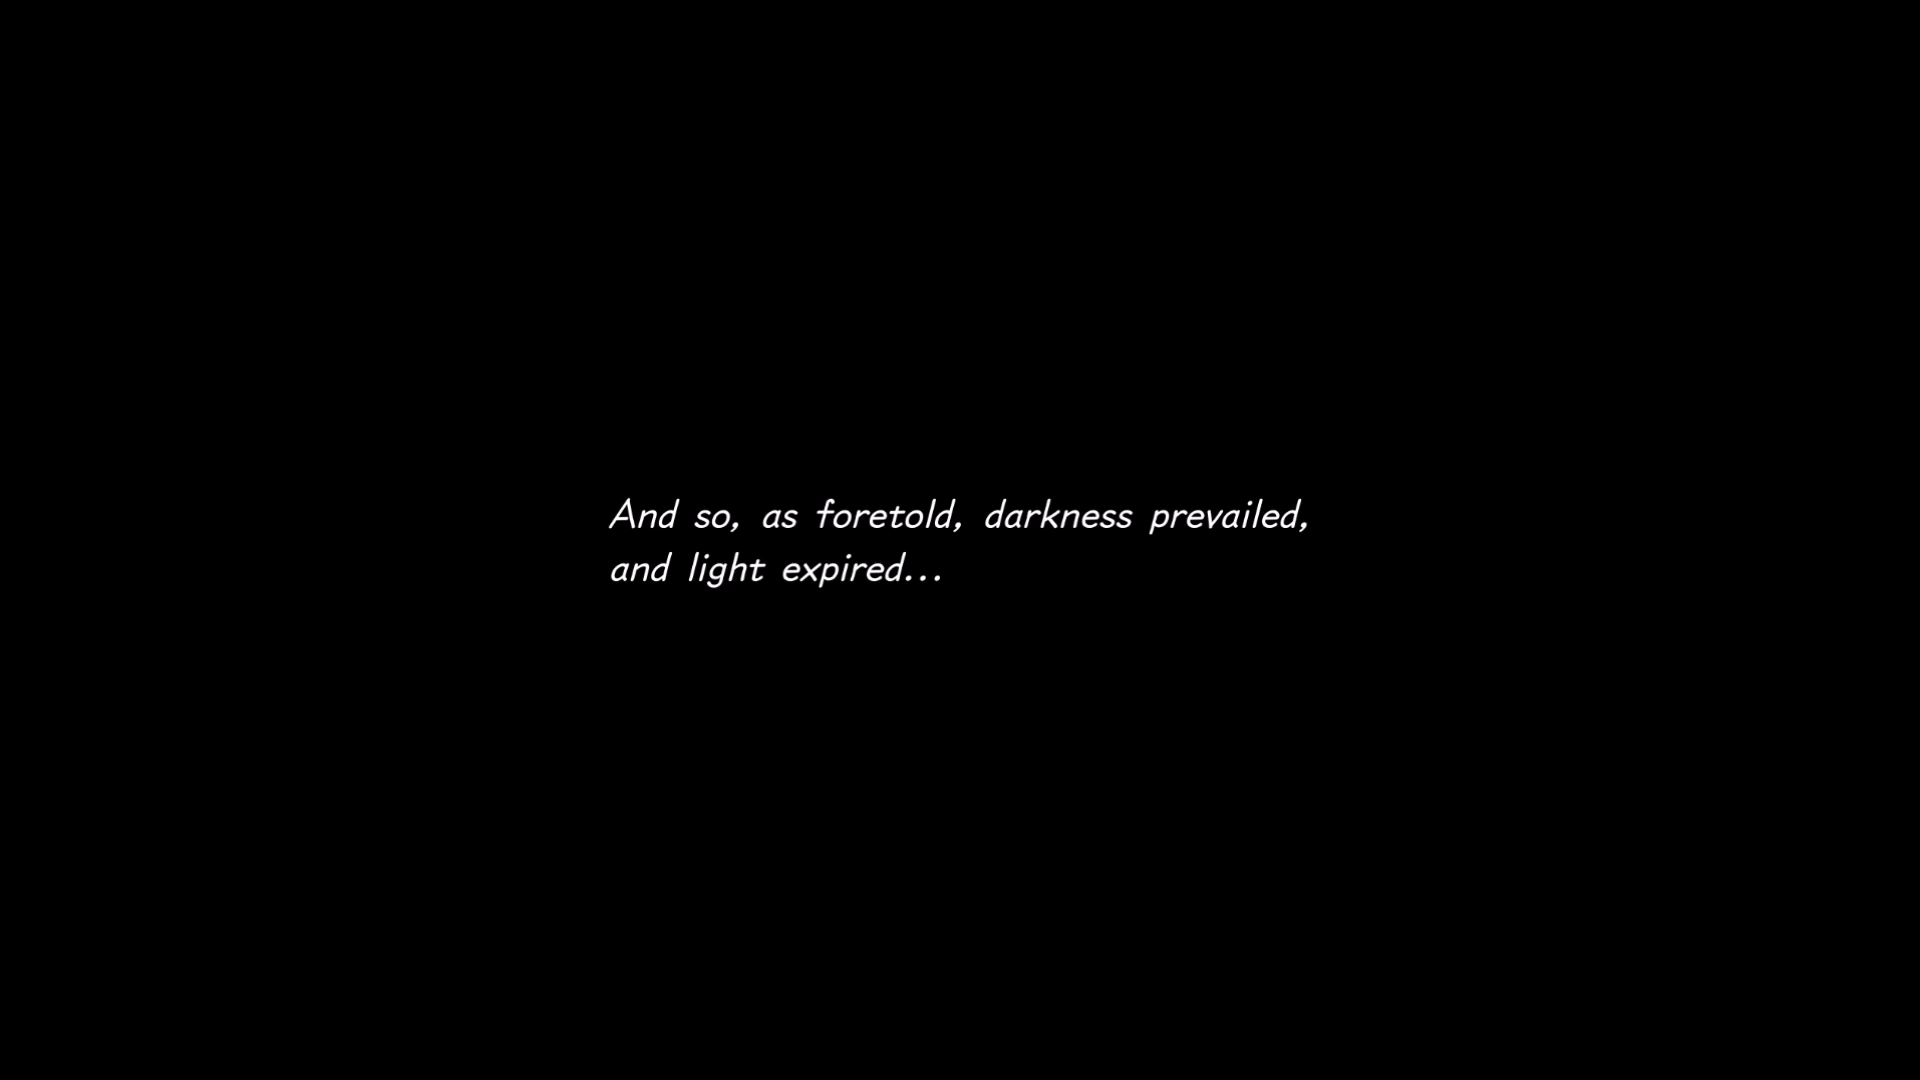 And so, as foretold, darkness prevailed,
and light expired...